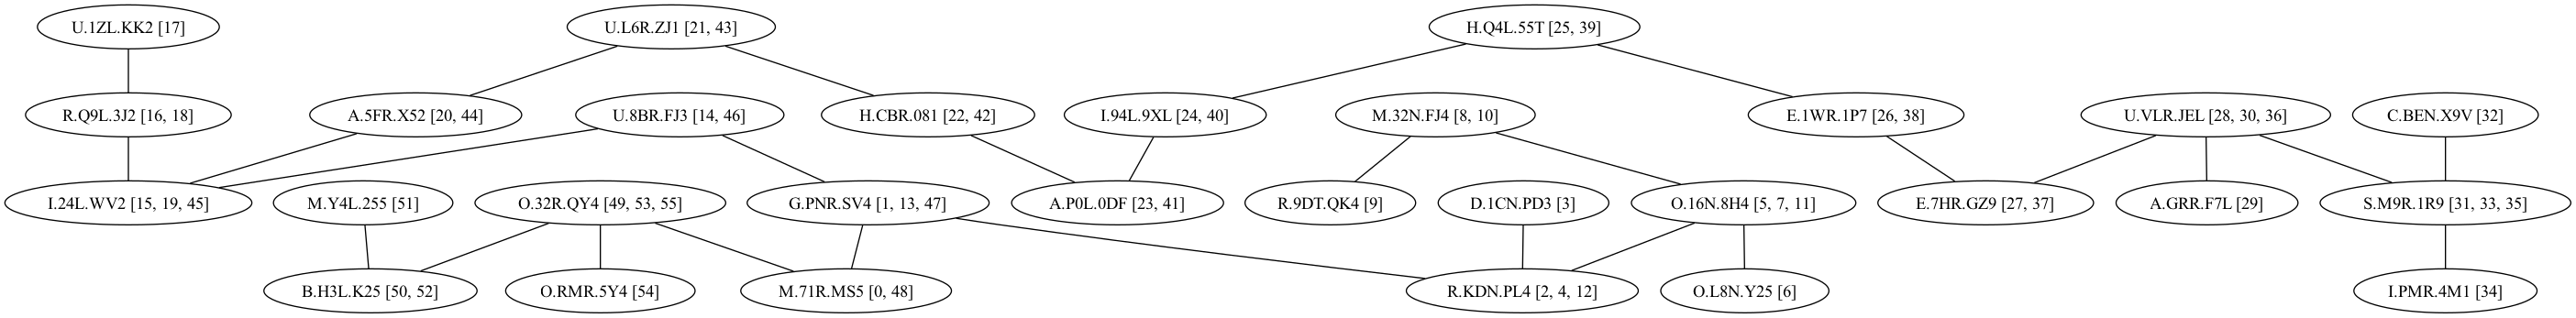 U.1ZL.KK2 [17]
U.L6R.ZJ1 [21, 43]
H.Q4L.55T [25, 39]
R.Q9L.3J2 [16, 18]
A.5FR.X52 [20, 44]
U.8BR.FJ3 [14, 46]
H.CBR.081 [22, 42]
I.94L.9XL [24, 40]
M.32N.FJ4 [8, 10]
E.1WR.1P7 [26, 38]
U.VLR.JEL [28, 30, 36]
C.BEN.X9V [32]
I.24L.WV2 [15, 19, 45]
M.Y4L.255 [51]
O.32R.QY4 [49, 53, 55]
G.PNR.SV4 [1, 13, 47]
A.P0L.0DF [23, 41]
R.9DT.QK4 [9]
D.1CN.PD3 [3]
O.16N.8H4 [5, 7, 11]
E.7HR.GZ9 [27, 37]
A.GRR.F7L [29]
S.M9R.1R9 [31, 33, 35]
B.H3L.K25 [50, 52]
O.RMR.5Y4 [54]
M.71R.MS5 [0, 48]
R.KDN.PL4 [2, 4, 12]
O.L8N.Y25 [6]
I.PMR.4M1 [34]